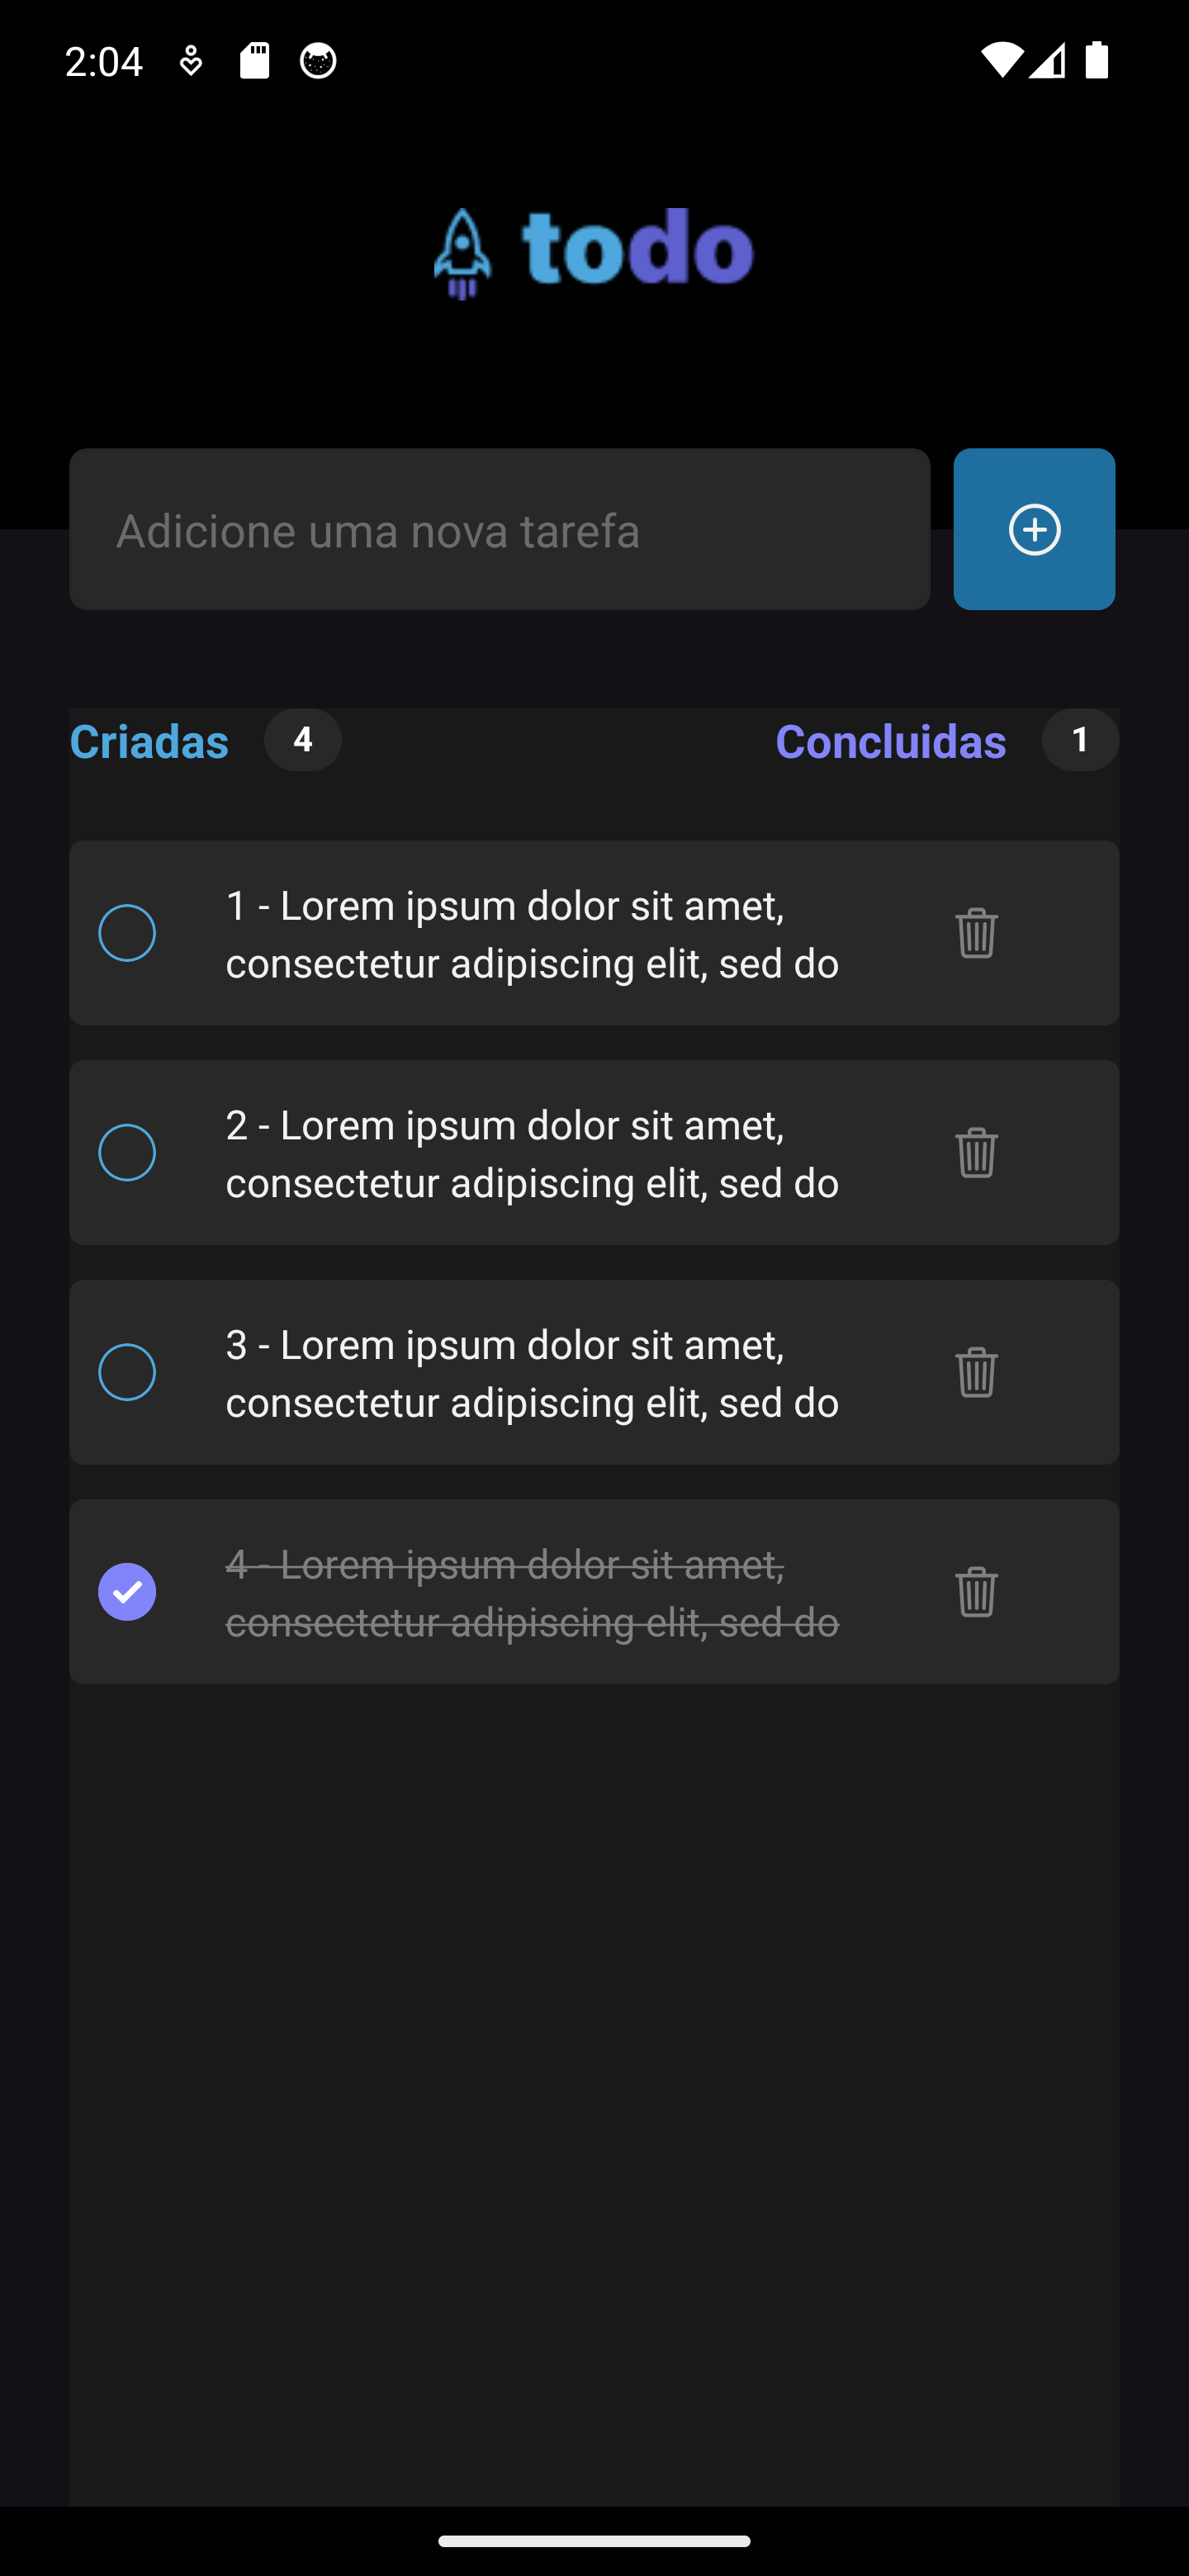 2:04
todo
Adicione uma nova tarefa
Criadas 4 Concluidas 1
1 - Lorem ipsum dolor sit amet,
consectetur adipiscing elit, sed do
2 - Lorem ipsum dolor sit amet,
consectetur adipiscing elit, sed do
3 - Lorem ipsum dolor sit amet,
consectetur adipiscing elit, sed do
4 - Lorem ipsum dolor sit amet,
consectetur adipiscing elit, sed do